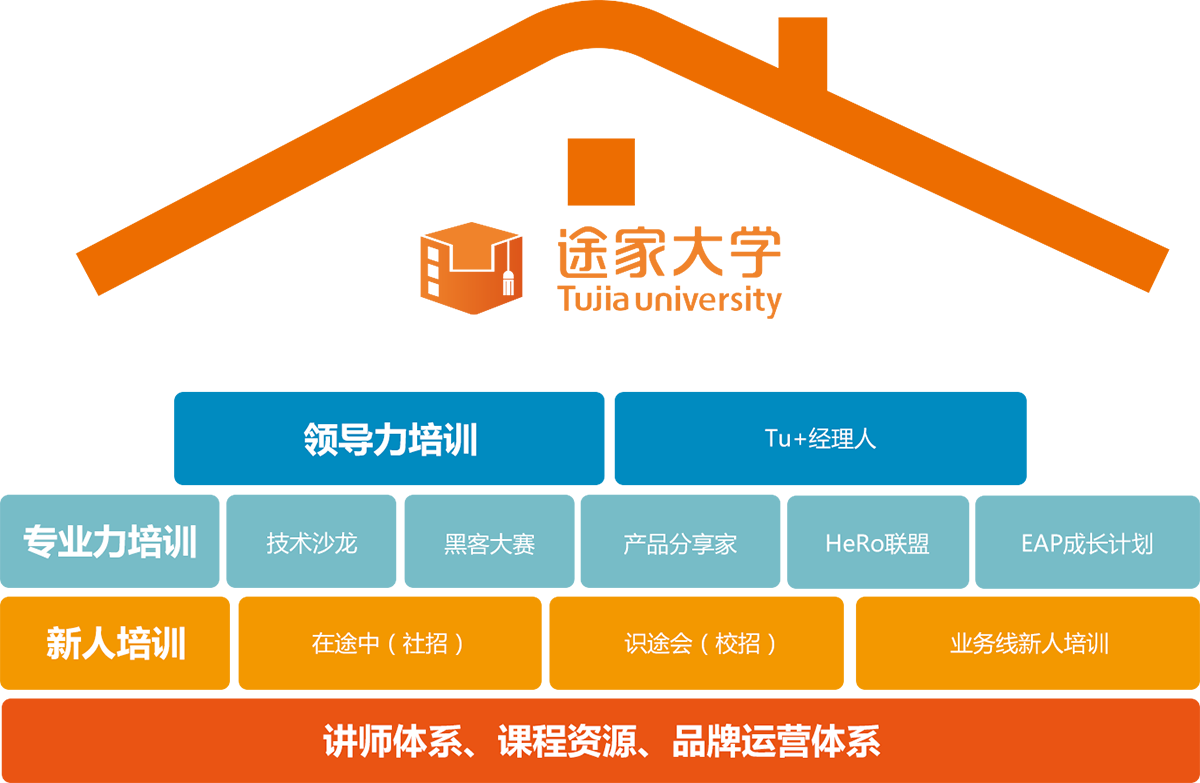 途家大学
Tujia university
领导力培训
Tu+经理人
专业力培训
技术沙龙
黑客大赛
产品分享家
HeRo联盟
EAP成长计划
新人培训
在途中（社招）
识途会（校招）
业务线新人培训
讲师体系、课程资源、品牌运营体系